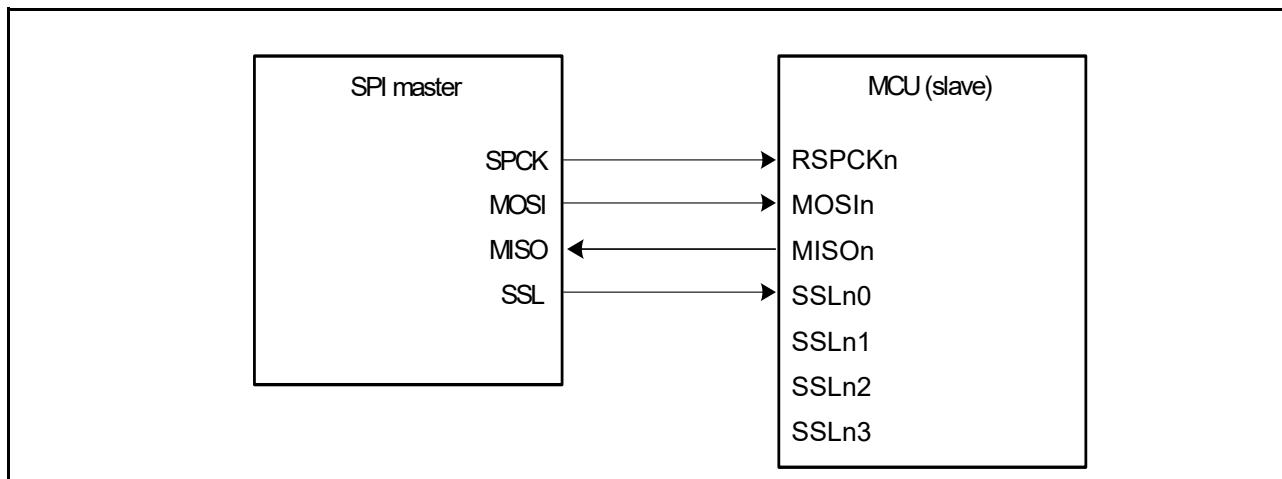 SPI master
SPCK
MOSI
MISO
SSL
MCU (slave)
RSPCKn
MOSIn
MISOn
SSLn0
SSLn1
SSLn2
SSLn3